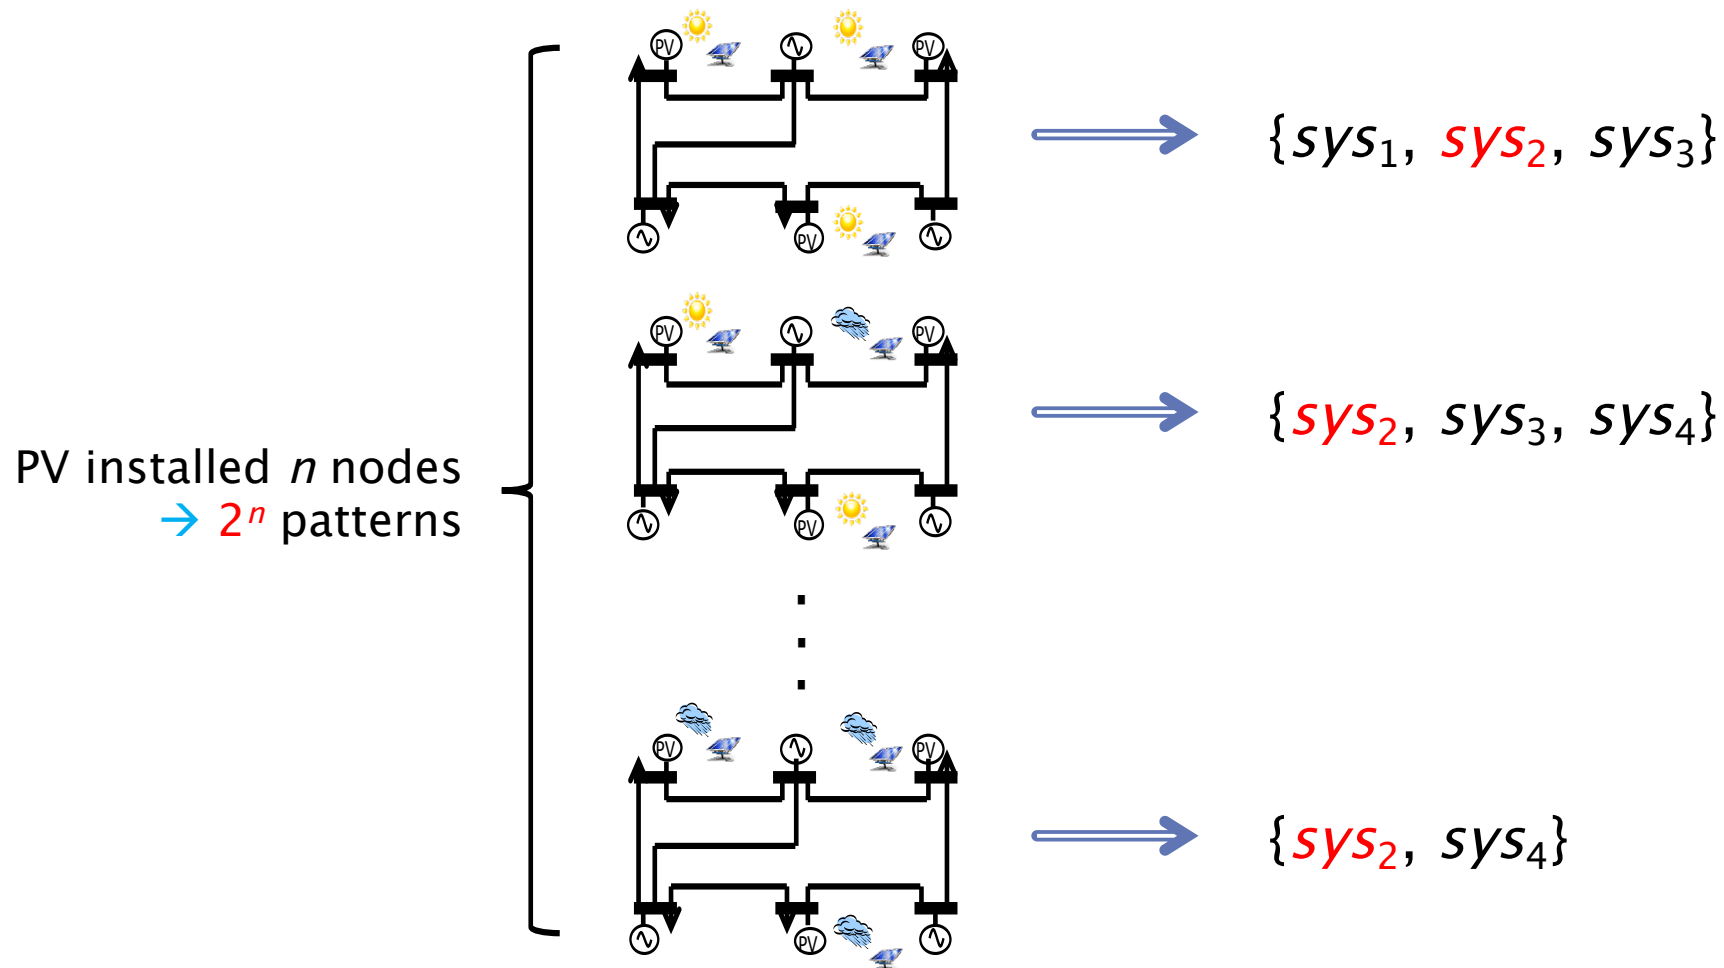 PV PV
{sys₁, sys₂, sys₃}
PV
PV PV
{sys₂, sys₃, sys₄}
PV installed n nodes
→ 2ⁿ patterns
PV
PV PV
{sys₂, sys₄}
PV